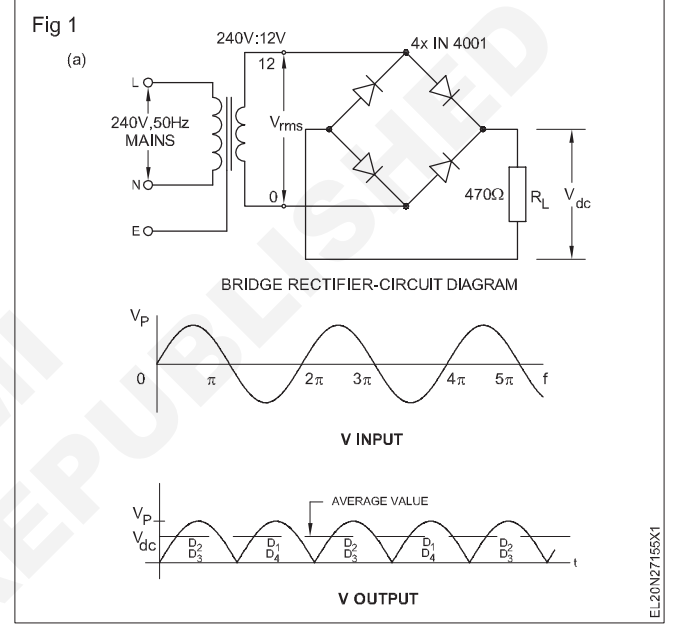 Fig 1
(a)
240V:12V
4x IN 4001
12
L
240V,50Hz
MAINS
Vrms
N
0
E
470Ω
RL
Vdc
BRIDGE RECTIFIER-CIRCUIT DIAGRAM
VP
0 π 2π 3π 4π 5π f
V INPUT
AVERAGE VALUE
VP
Vdc
D2 D1 D2 D1 D2
D3 D4 D3 D4 D3
t
V OUTPUT
EL20N27155X1
REPUBLISHED